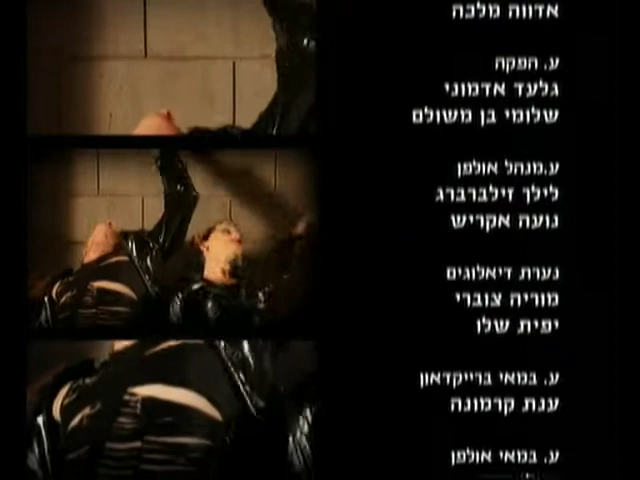 אדווה מלכה
ע. הפקה
גלעד אדמוני
שלומי בן משולם
ע.מנהל אולפן
לילך זילברברג
נועה אקריש
נערת דיאלוגים
מוריה צוברי
יפית שלו
ע. במאי ברייקדאון
ענת קרמונה
ע. במאי אולפן